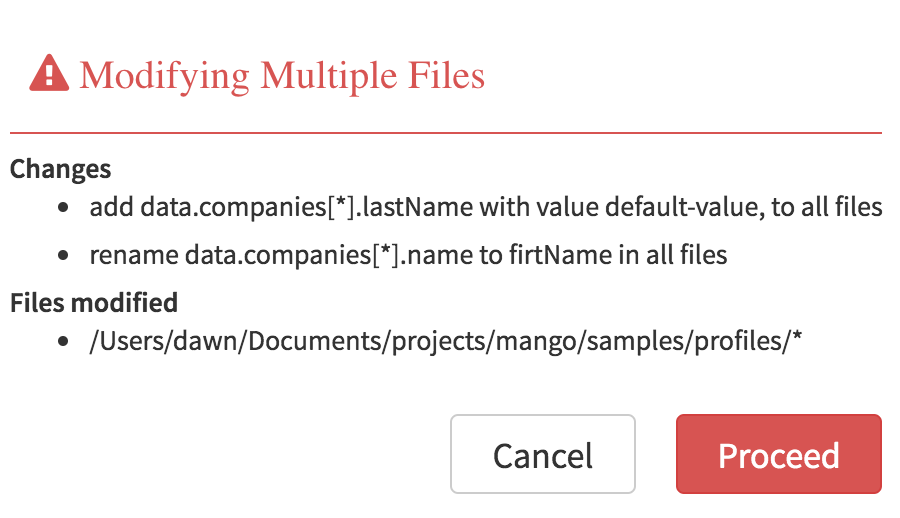 Modifying Multiple Files
Changes
• add data.companies[*].lastName with value default-value, to all files
• rename data.companies[*].name to firtName in all files
Files modified
• /Users/dawn/Documents/projects/mango/samples/profiles/*
Cancel Proceed